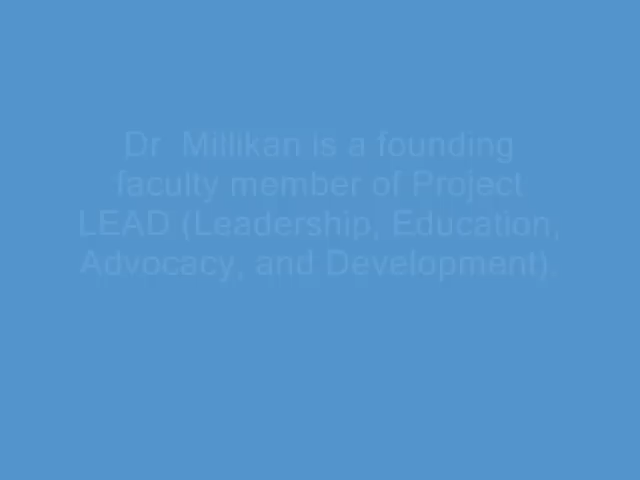 Dr. Millikan is a founding
faculty member of Project
LEAD (Leadership, Education,
Advocacy, and Development).